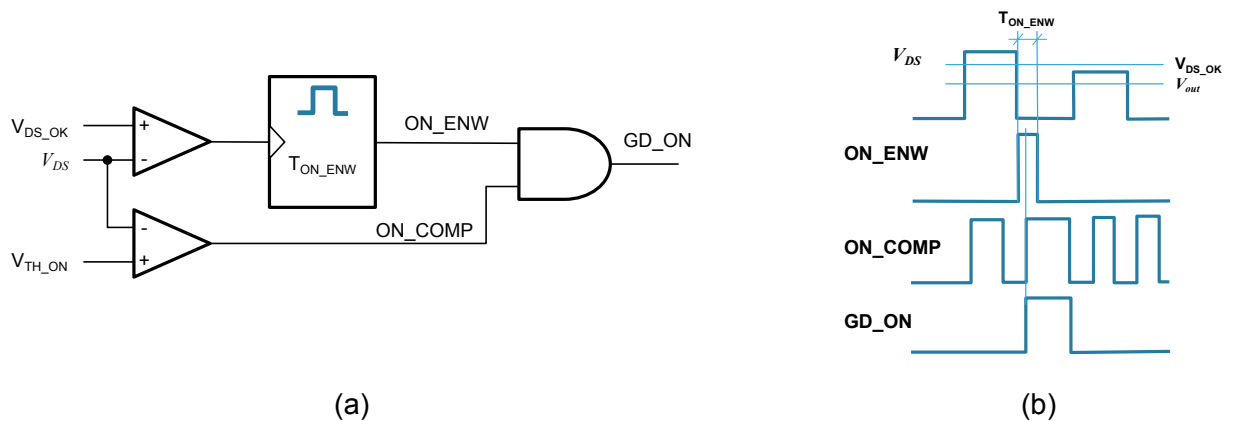 V_DS_OK
V_DS
V_TH_ON
+
-
-
+
T_ON_ENW
ON_ENW
ON_COMP
GD_ON
(a)
T_ON_ENW
V_DS
V_DS_OK
V_out
ON_ENW
ON_COMP
GD_ON
(b)